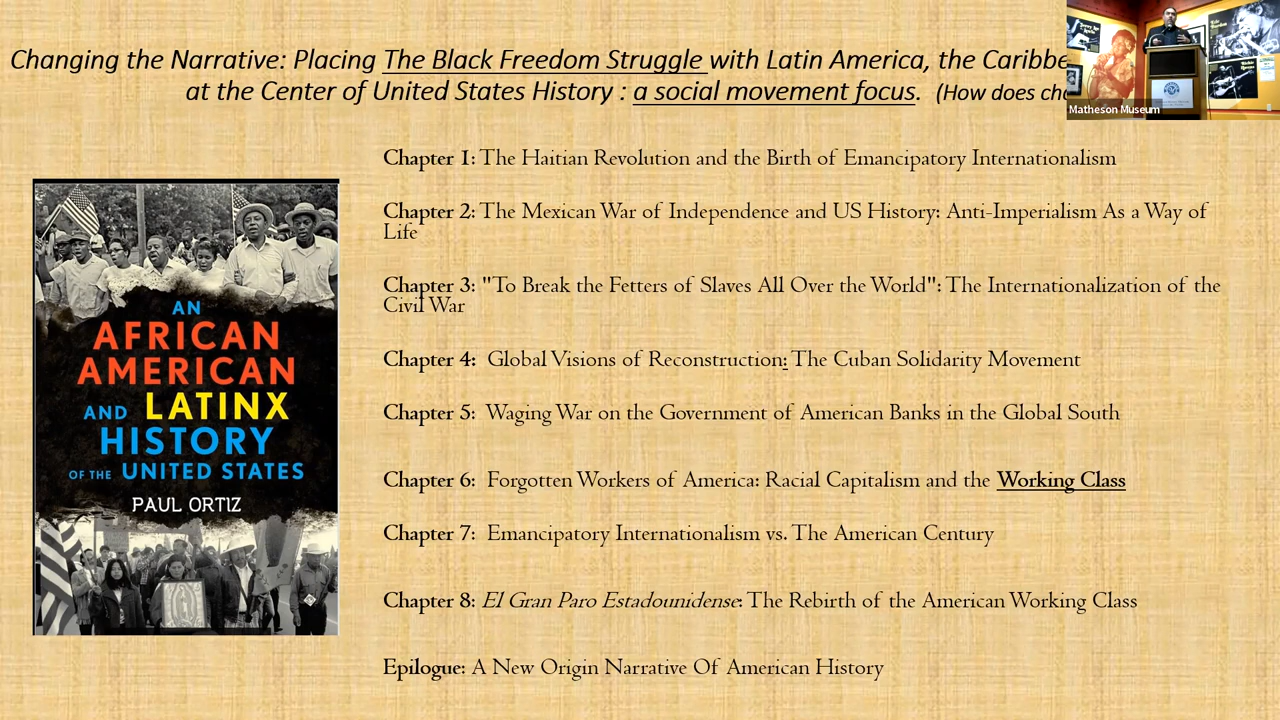 Changing the Narrative: Placing The Black Freedom Struggle with Latin America, the
at the Center of United States History : a social movement focus. (How does
Matheson Museum
Chapter 1: The Haitian Revolution and the Birth of Emancipatory Internationalism
Chapter 2: The Mexican War of Independence and US History: Anti-Imperialism As a Way of
Life
Chapter 3: "To Break the Fetters of Slaves All Over the World": The Internationalization of the
Civil War
Chapter 4: Global Visions of Reconstruction: The Cuban Solidarity Movement
Chapter 5: Waging War on the Government of American Banks in the Global South
Chapter 6: Forgotten Workers of America: Racial Capitalism and the Working Class
Chapter 7: Emancipatory Internationalism vs. The American Century
Chapter 8: El Gran Paro Estadounidense: The Rebirth of the American Working Class
Epilogue: A New Origin Narrative Of American History
AN
AFRICAN
AMERICAN
AND LATINX
HISTORY
OF THE UNITED STATES
PAUL ORTIZ